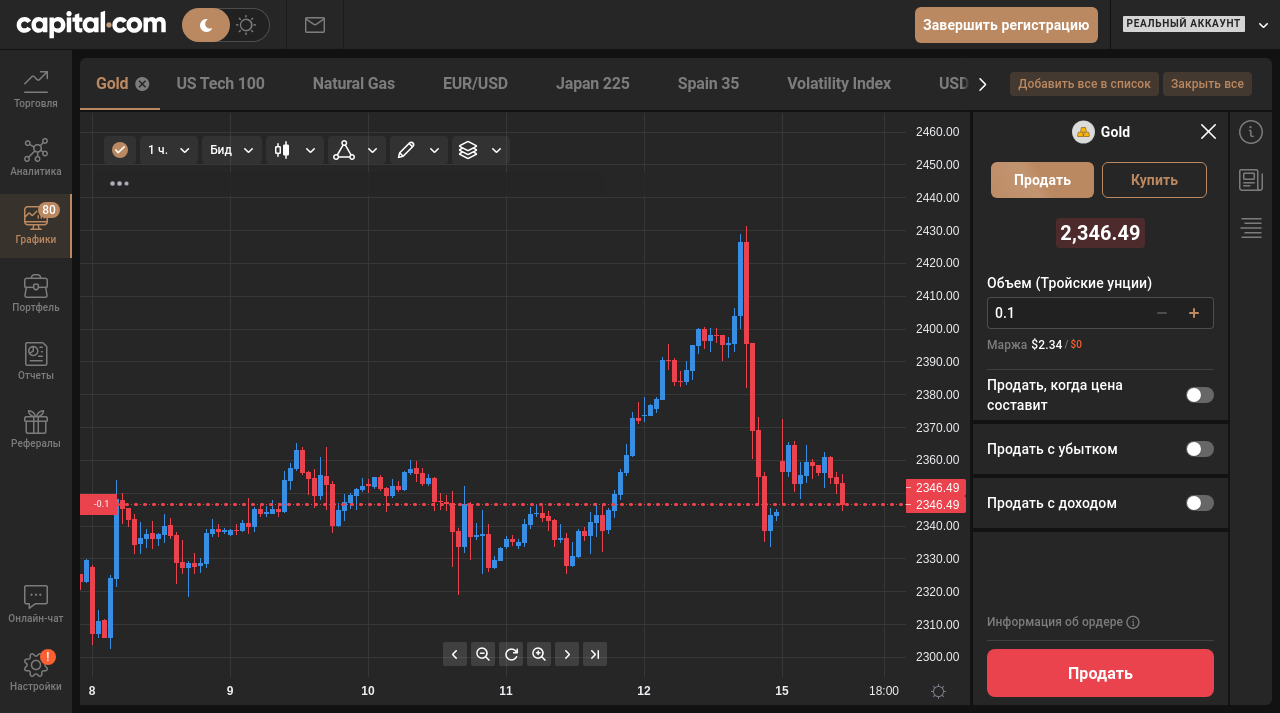 capital.com
Завершить регистрацию
РЕАЛЬНЫЙ АККАУНТ
Торговля
Аналитика
80
Графики
Портфель
Отчеты
Рефералы
Онлайн-чат
!
Настройки
Gold
US Tech 100
Natural Gas
EUR/USD
Japan 225
Spain 35
Volatility Index
USD
Добавить все в список
Закрыть все
1 ч.
Бид
2460.00
2450.00
2440.00
2430.00
2420.00
2410.00
2400.00
2390.00
2380.00
2370.00
2360.00
2346.49
2346.49
2340.00
2330.00
2320.00
2310.00
2300.00
-0.1
8
9
10
11
12
15
18:00
Gold
Продать
Купить
2,346.49
Объем (Тройские унции)
0.1
Маржа $2.34 / $0
Продать, когда цена
составит
Продать с убытком
Продать с доходом
Информация об ордере
Продать